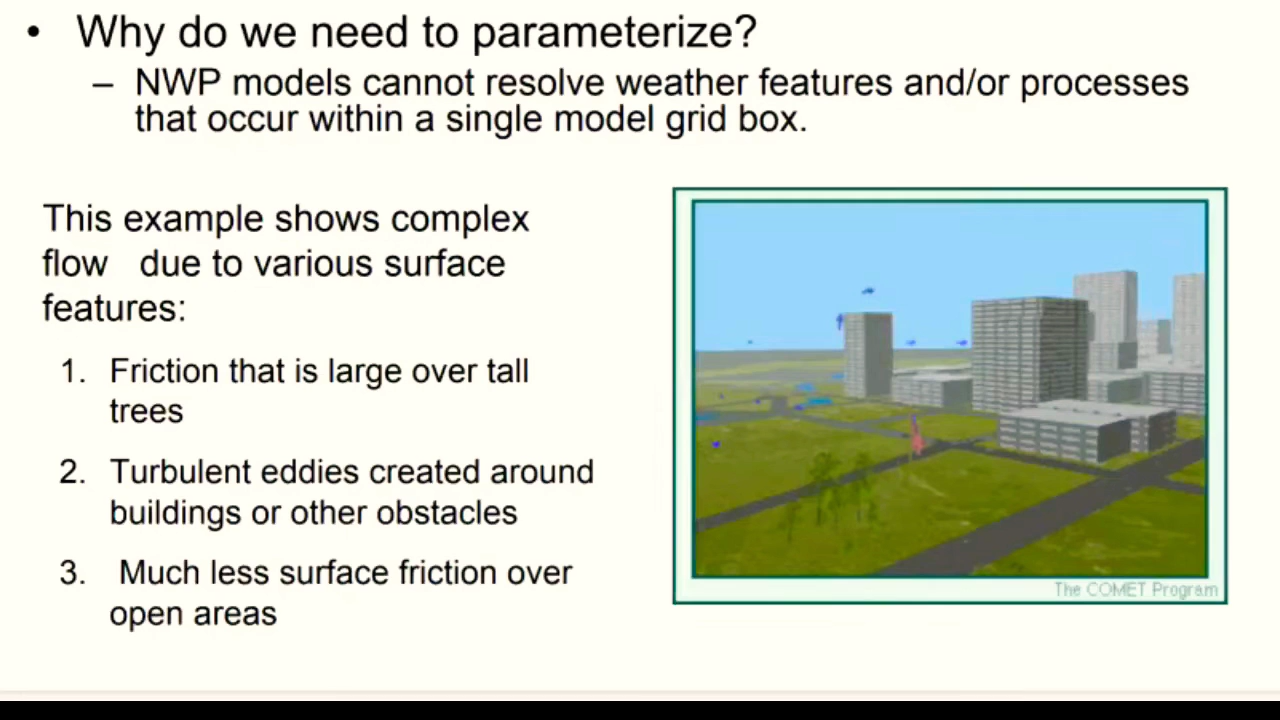 • Why do we need to parameterize?
– NWP models cannot resolve weather features and/or processes
that occur within a single model grid box.
This example shows complex
flow due to various surface
features:
1. Friction that is large over tall
trees
2. Turbulent eddies created around
buildings or other obstacles
3. Much less surface friction over
open areas
The COMET Program